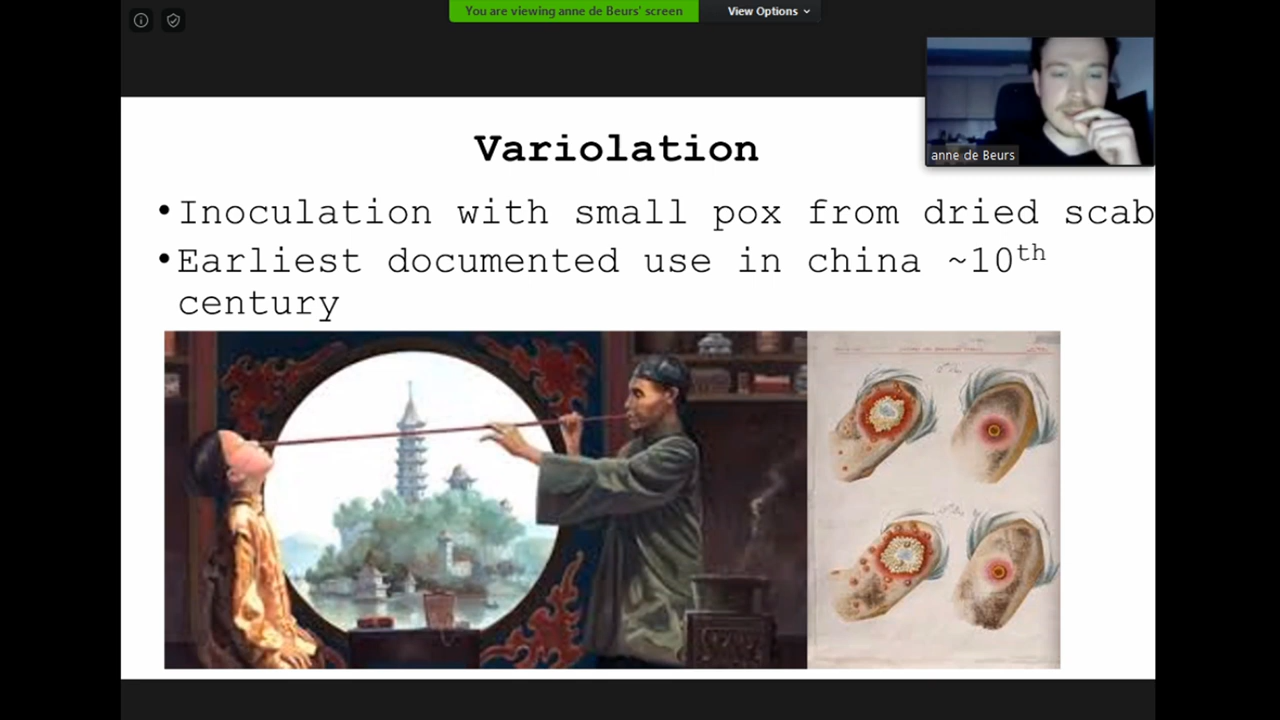 You are viewing anne de Beurs' screen
View Options
anne de Beurs
Variolation
•Inoculation with small pox from dried scab
•Earliest documented use in china ~10th
century